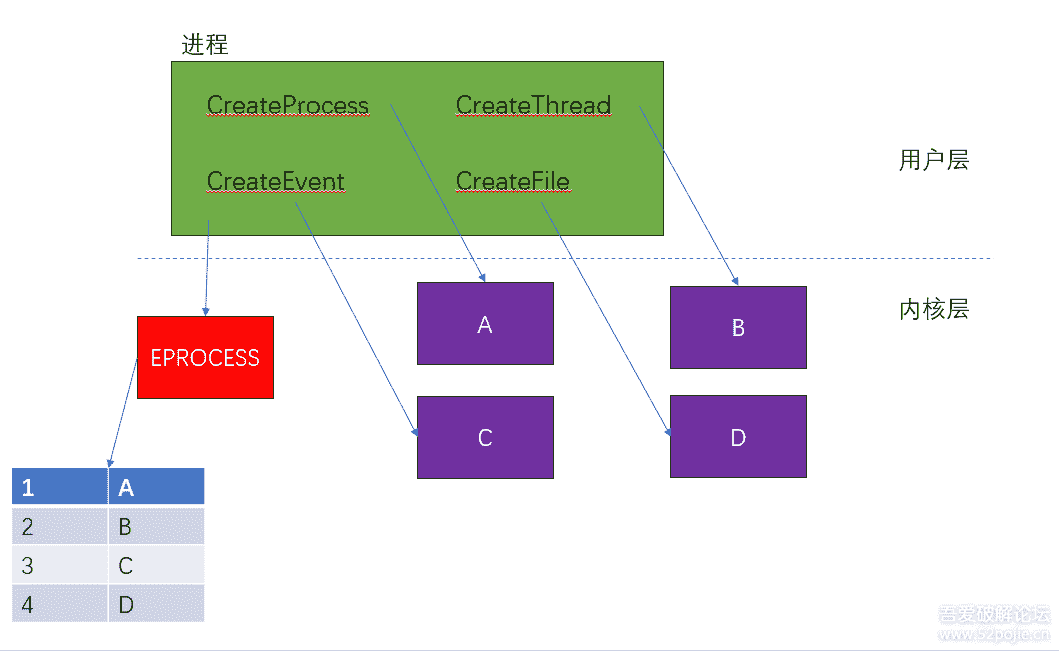 进程
CreateProcess CreateThread
用户层
CreateEvent CreateFile
内核层
A
B
EPROCESS
C
D
1 A
2 B
3 C
4 D
吾爱破解论坛
www.52pojie.cn